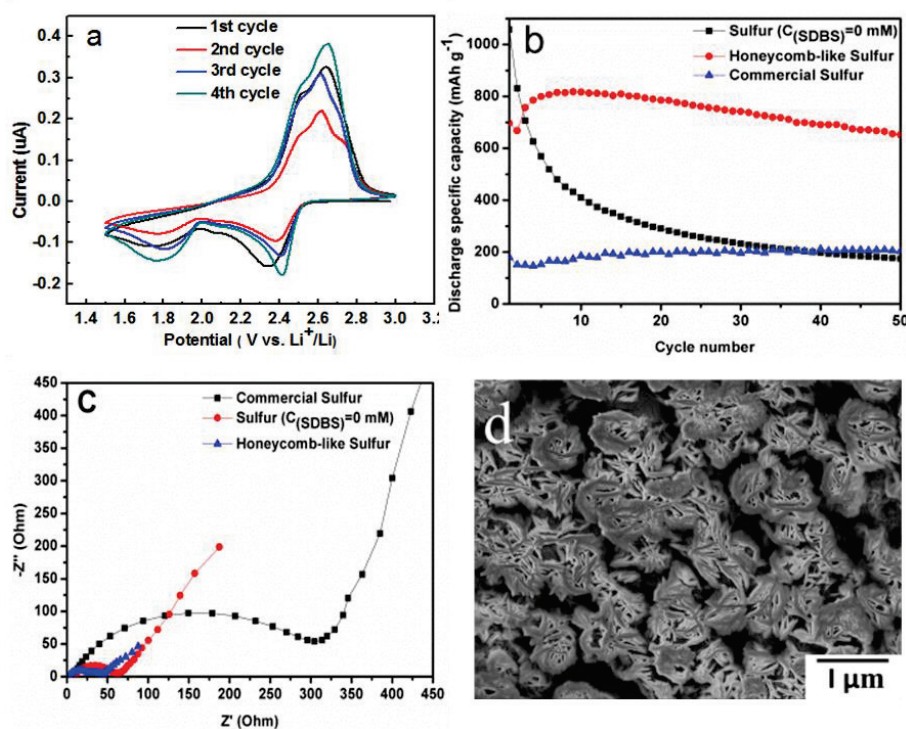 a
1st cycle
2nd cycle
3rd cycle
4th cycle
Current (uA)
0.4
0.3
0.2
0.1
0.0
-0.1
-0.2
1.4 1.6 1.8 2.0 2.2 2.4 2.6 2.8 3.0 3.2
Potential ( V vs. Li+/Li)
b
Sulfur (C(SDBS)=0 mM)
Honeycomb-like Sulfur
Commercial Sulfur
Discharge specific capacity (mAh g-1)
1000
800
600
400
200
0
0 10 20 30 40 50
Cycle number
c
Commercial Sulfur
Sulfur (C(SDBS)=0 mM)
Honeycomb-like Sulfur
-Z'' (Ohm)
450
400
350
300
250
200
150
100
50
0
0 50 100 150 200 250 300 350 400 450
Z' (Ohm)
d
1 μm